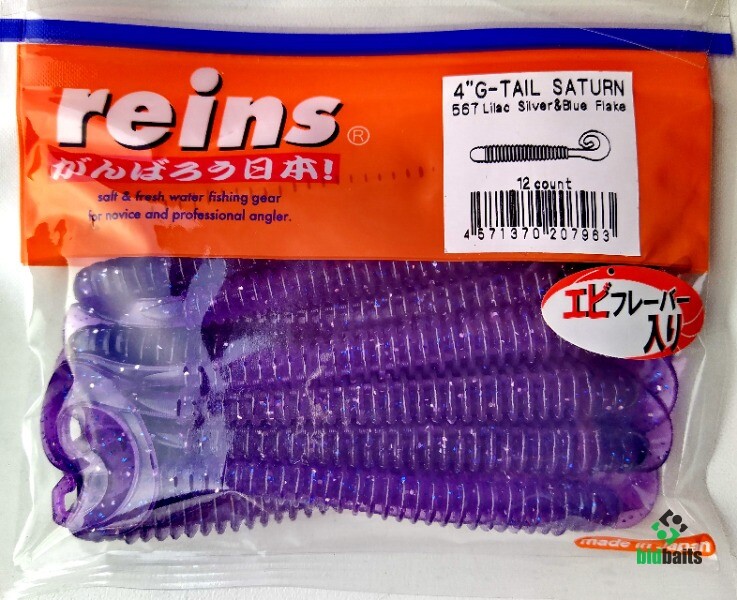 reins®
がんばろう日本!
salt & fresh water fishing gear
for novice and professional angler.
4"G-TAIL SATURN
567 Lilac Silver&Blue Flake
12 count
4 571370 207963
エビフレーバー
入り
made in Japan
bigbaits